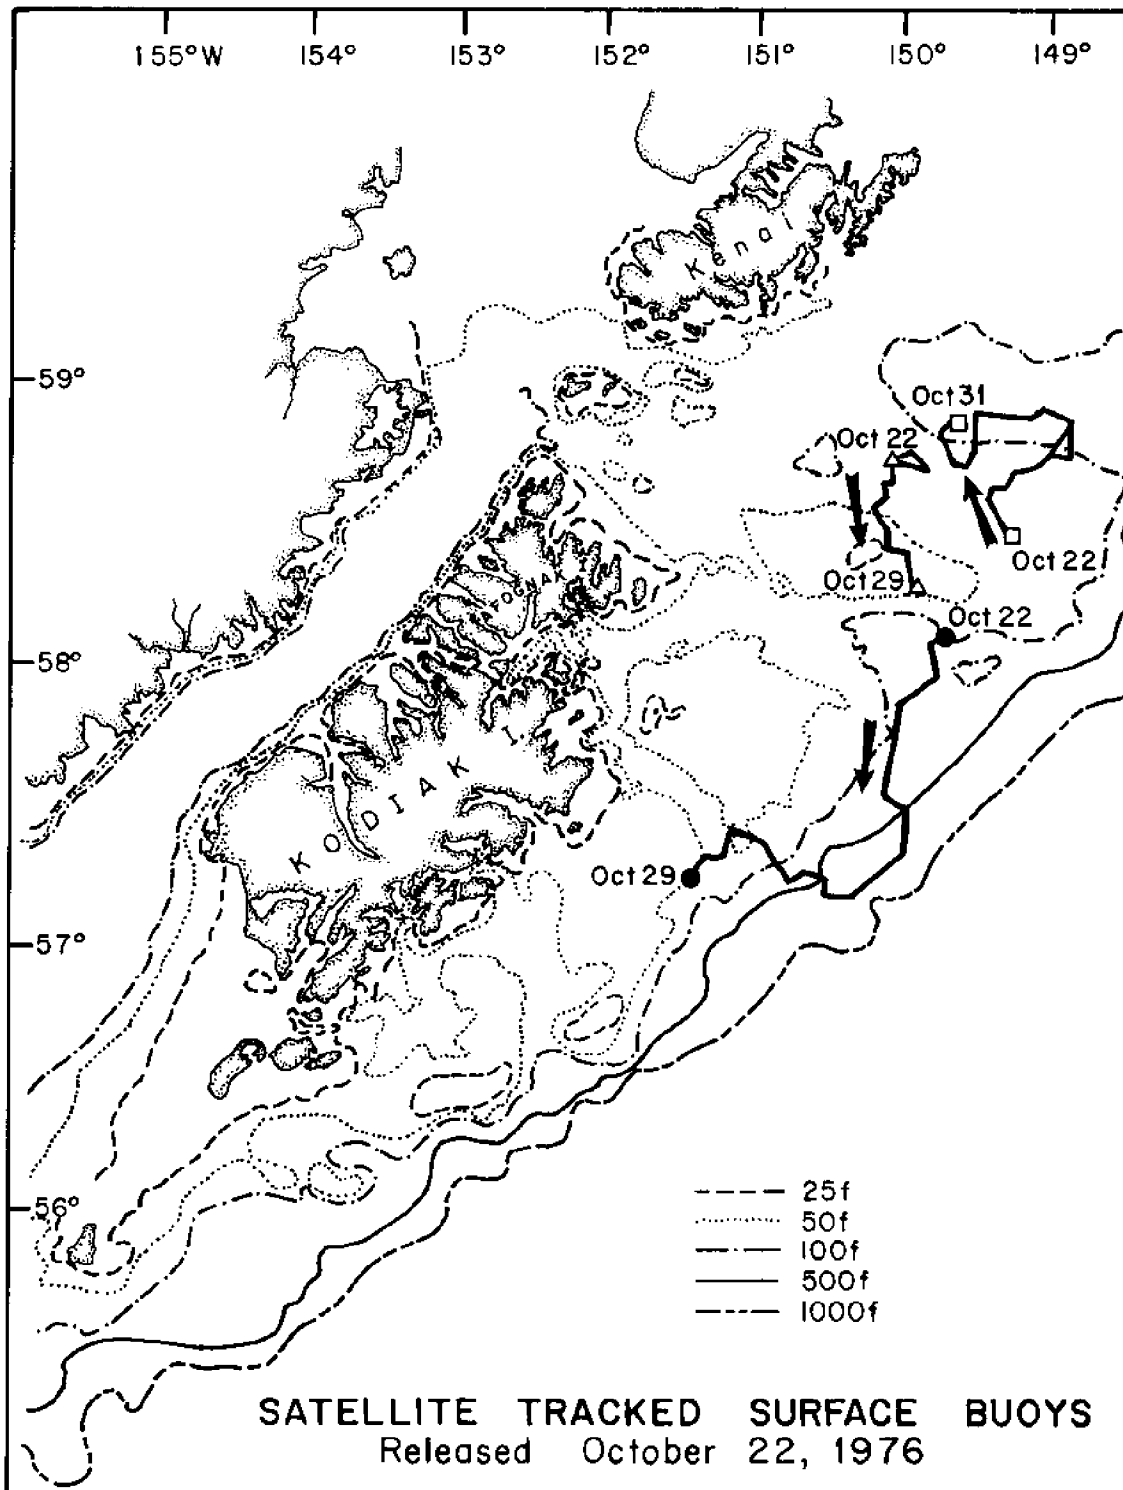 155°W 154° 153° 152° 151° 150° 149°
Kenai
59°
Oct 31
Oct 22
Oct 22
Oct 29
AFOGNAK I.
Oct 22
58°
KODIAK I.
Oct 29
57°
56°
25f
50f
100f
500f
1000f
SATELLITE TRACKED SURFACE BUOYS
Released October 22, 1976